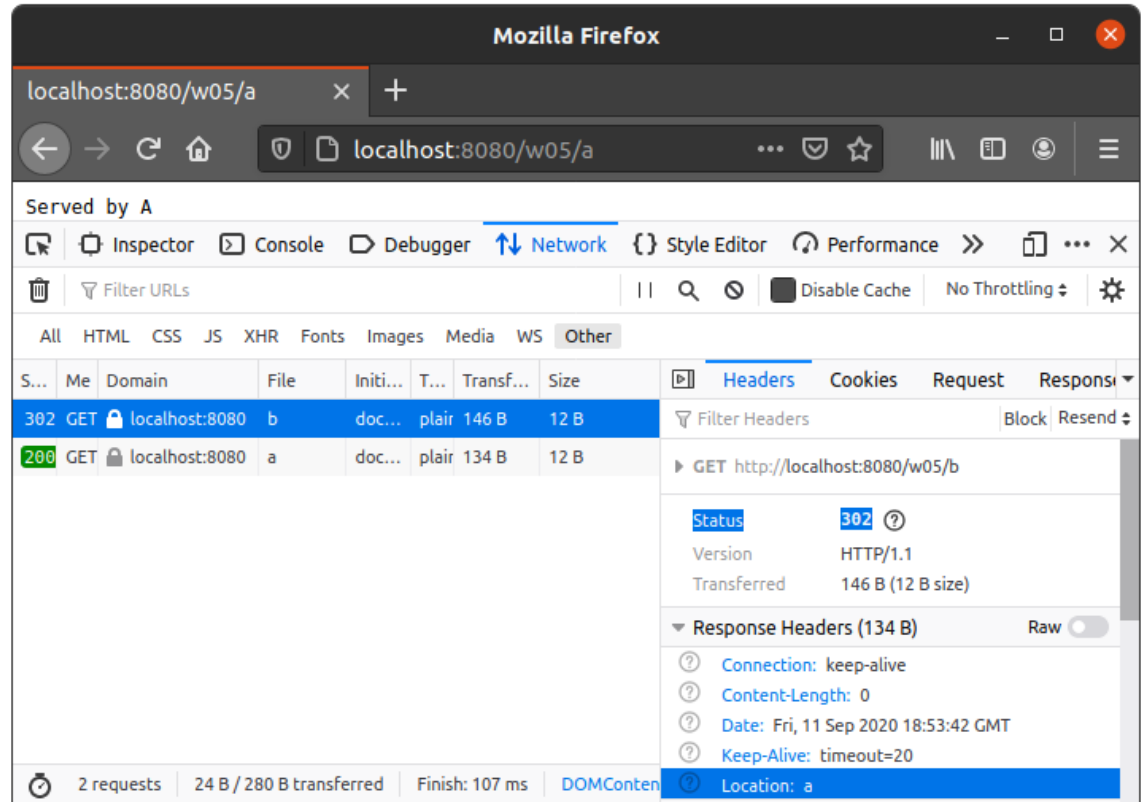 Mozilla Firefox
localhost:8080/w05/a
localhost:8080/w05/a
Served by A
Inspector Console Debugger Network Style Editor Performance
Filter URLs Disable Cache No Throttling
All HTML CSS JS XHR Fonts Images Media WS Other
S... Me Domain File Initi... T... Transf... Size
302 GET localhost:8080 b doc... plain 146 B 12 B
200 GET localhost:8080 a doc... plain 134 B 12 B
Headers Cookies Request Response
Filter Headers Block Resend
GET http://localhost:8080/w05/b
Status 302
Version HTTP/1.1
Transferred 146 B (12 B size)
Response Headers (134 B) Raw
Connection: keep-alive
Content-Length: 0
Date: Fri, 11 Sep 2020 18:53:42 GMT
Keep-Alive: timeout=20
Location: a
2 requests 24 B / 280 B transferred Finish: 107 ms DOMConten